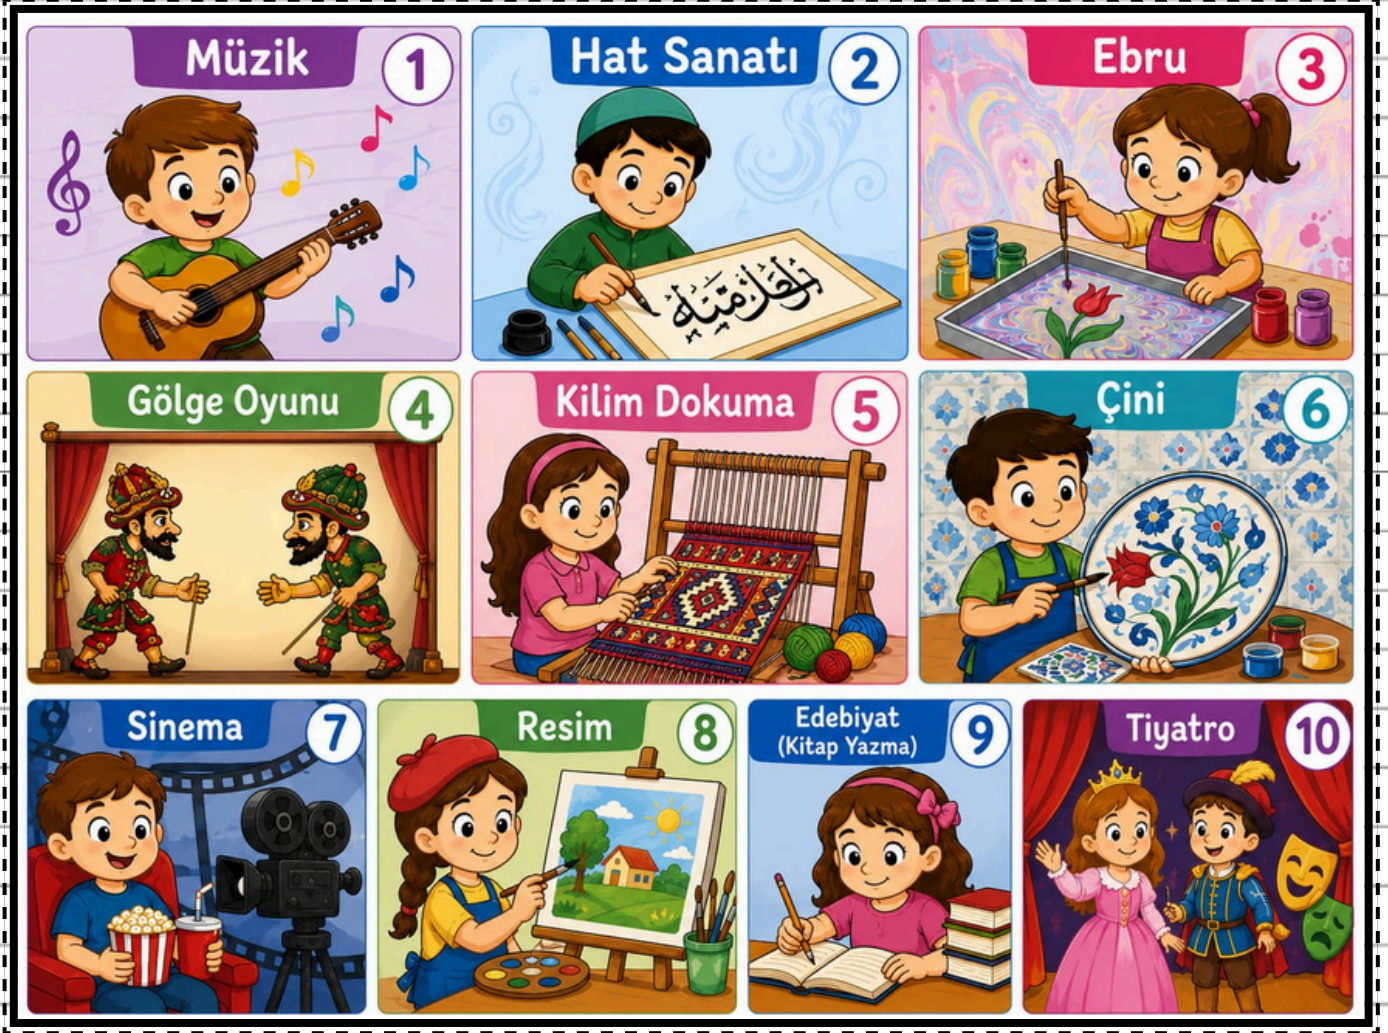 Müzik
1
Hat Sanatı
2
Ebru
3
Gölge Oyunu
4
Kilim Dokuma
5
Çini
6
Sinema
7
Resim
8
Edebiyat
(Kitap Yazma)
9
Tiyatro
10